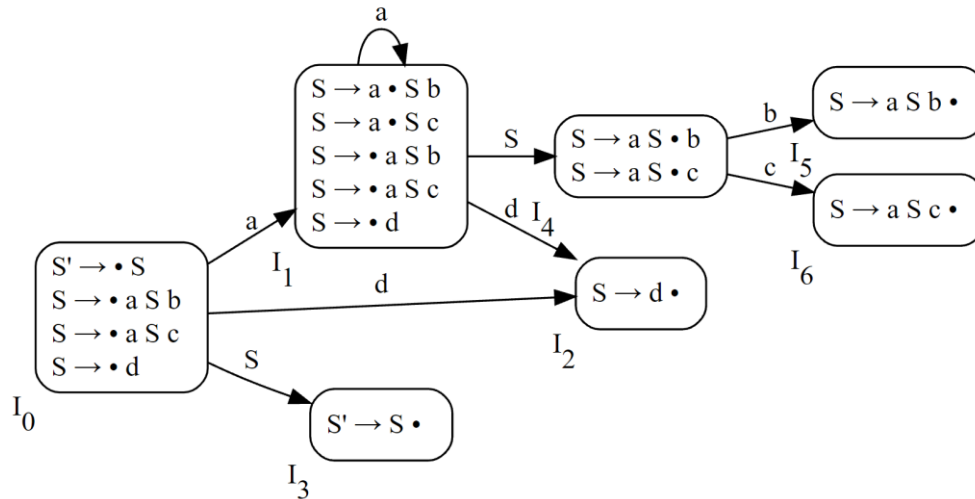 a
S → a • S b
S → a • S c
S → • a S b
S → • a S c
S → • d
I1
a
S
S → a S • b
S → a S • c
I4
b
S → a S b •
I5
c
S → a S c •
I6
d
S' → • S
S → • a S b
S → • a S c
S → • d
I0
d
S → d •
I2
S
S' → S •
I3